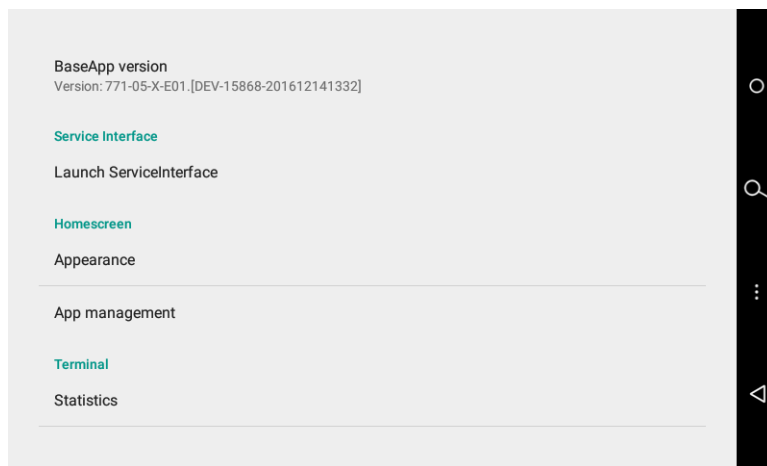 BaseApp version
Version: 771-05-X-E01.[DEV-15868-201612141332]
Service Interface
Launch ServiceInterface
Homescreen
Appearance
App management
Terminal
Statistics